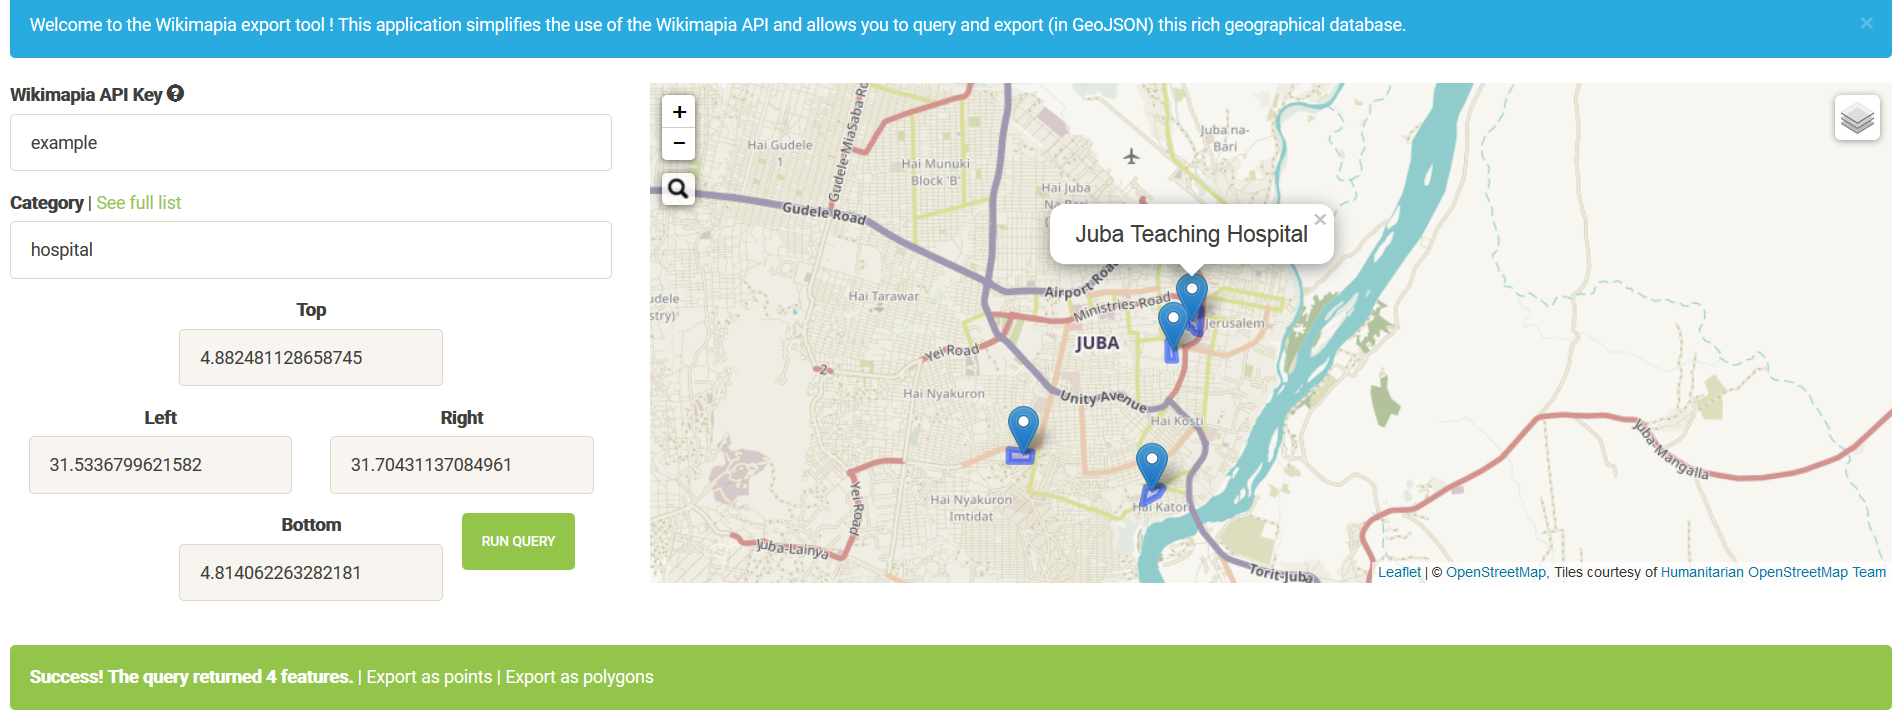 Welcome to the Wikimapia export tool ! This application simplifies the use of the Wikimapia API and allows you to query and export (in GeoJSON) this rich geographical database.
×
Wikimapia API Key ?
example
Category | See full list
hospital
Top
4.882481128658745
Left
Right
31.5336799621582
31.70431137084961
Bottom
RUN QUERY
4.814062263282181
+
−
Hai Gudele
1
Gudele-MiaSaba Ro
Hai Munuki
Block 'B'
Juba na-
Bari
Hai Juba
Gudele Road
Juba Teaching Hospital
×
Airport Roa
Hai Tarawar
udele
stry)
Ministries Road
Jerusalem
JUBA
Yei Road
2
Hai Nyakuron
Unity Avenue
Hai Kosti
Juba-Mangalla
Yei Road
Hai Nyakuron
Imtidat
Hai Kator
Juba-Lainya
Torit-Juba
Leaflet | © OpenStreetMap, Tiles courtesy of Humanitarian OpenStreetMap Team
Success! The query returned 4 features. | Export as points | Export as polygons